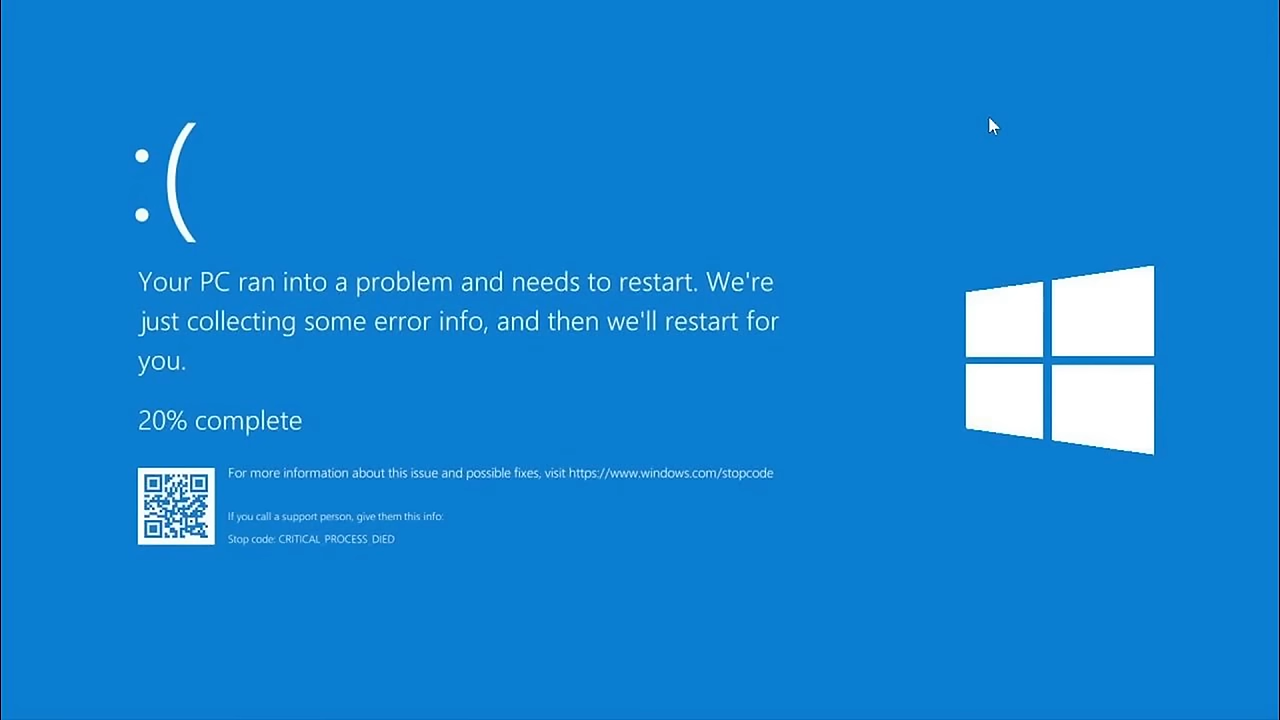 :(
Your PC ran into a problem and needs to restart. We're
just collecting some error info, and then we'll restart for
you.
20% complete
For more information about this issue and possible fixes, visit https://www.windows.com/stopcode
If you call a support person, give them this info:
Stop code: CRITICAL_PROCESS_DIED